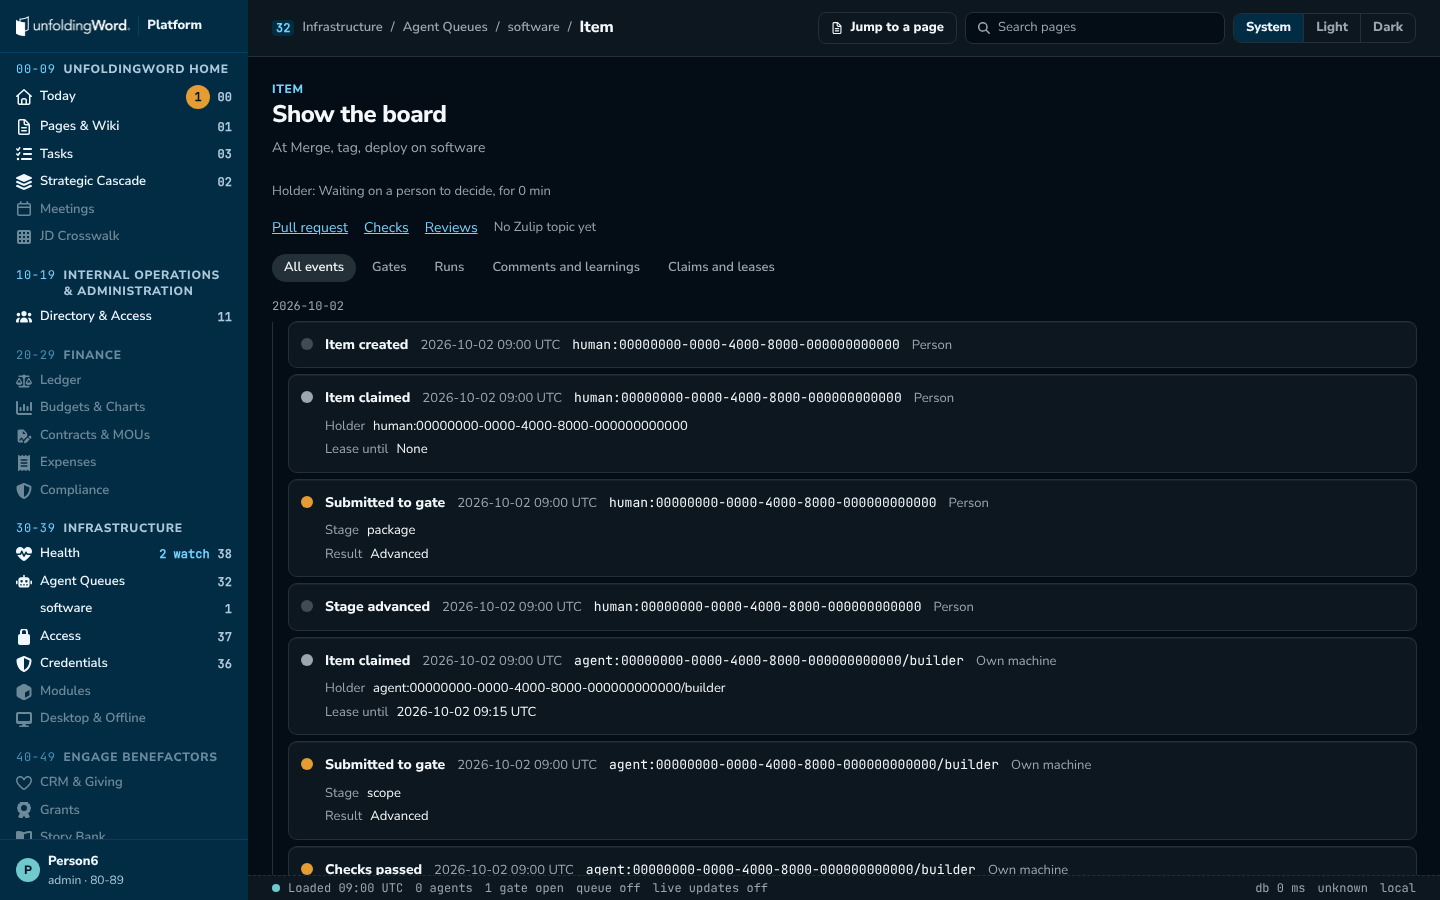 unfoldingWord. Platform
00-09 UNFOLDINGWORD HOME
Today 1 00
Pages & Wiki 01
Tasks 03
Strategic Cascade 02
Meetings
JD Crosswalk
10-19 INTERNAL OPERATIONS
& ADMINISTRATION
Directory & Access 11
20-29 FINANCE
Ledger
Budgets & Charts
Contracts & MOUs
Expenses
Compliance
30-39 INFRASTRUCTURE
Health 2 watch 38
Agent Queues 32
software 1
Access 37
Credentials 36
Modules
Desktop & Offline
40-49 ENGAGE BENEFACTORS
CRM & Giving
Grants
Story Bank
P Person6
admin · 80-89
32 Infrastructure / Agent Queues / software / Item
Jump to a page
Search pages
System Light Dark
ITEM
Show the board
At Merge, tag, deploy on software
Holder: Waiting on a person to decide, for 0 min
Pull request Checks Reviews No Zulip topic yet
All events Gates Runs Comments and learnings Claims and leases
2026-10-02
Item created 2026-10-02 09:00 UTC human:00000000-0000-4000-8000-000000000000 Person
Item claimed 2026-10-02 09:00 UTC human:00000000-0000-4000-8000-000000000000 Person
Holder human:00000000-0000-4000-8000-000000000000
Lease until None
Submitted to gate 2026-10-02 09:00 UTC human:00000000-0000-4000-8000-000000000000 Person
Stage package
Result Advanced
Stage advanced 2026-10-02 09:00 UTC human:00000000-0000-4000-8000-000000000000 Person
Item claimed 2026-10-02 09:00 UTC agent:00000000-0000-4000-8000-000000000000/builder Own machine
Holder agent:00000000-0000-4000-8000-000000000000/builder
Lease until 2026-10-02 09:15 UTC
Submitted to gate 2026-10-02 09:00 UTC agent:00000000-0000-4000-8000-000000000000/builder Own machine
Stage scope
Result Advanced
Checks passed 2026-10-02 09:00 UTC agent:00000000-0000-4000-8000-000000000000/builder Own machine
Loaded 09:00 UTC 0 agents 1 gate open queue off live updates off db 0 ms unknown local